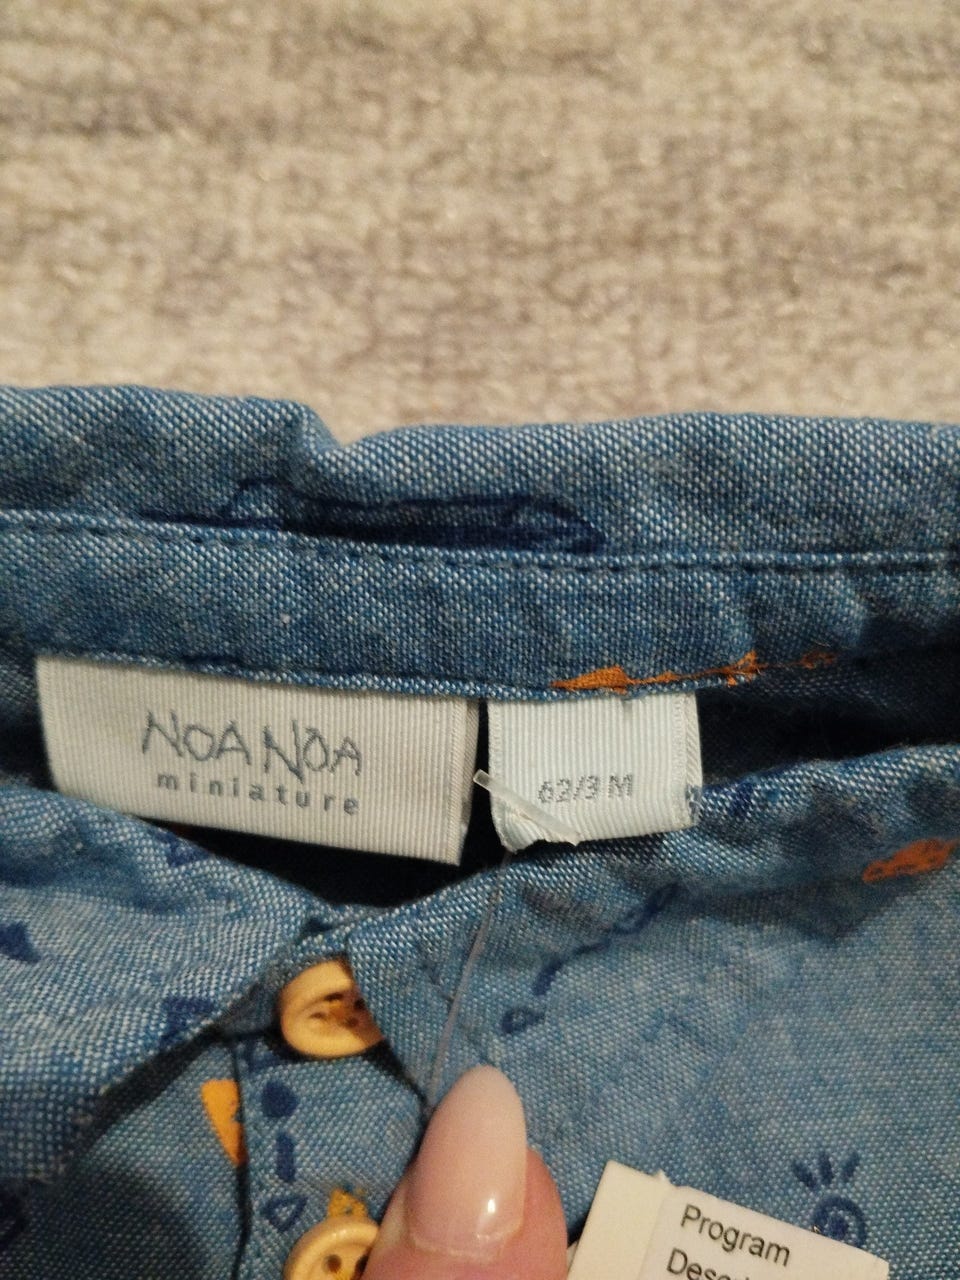 NOA NOA
miniature
62/3 M
Program